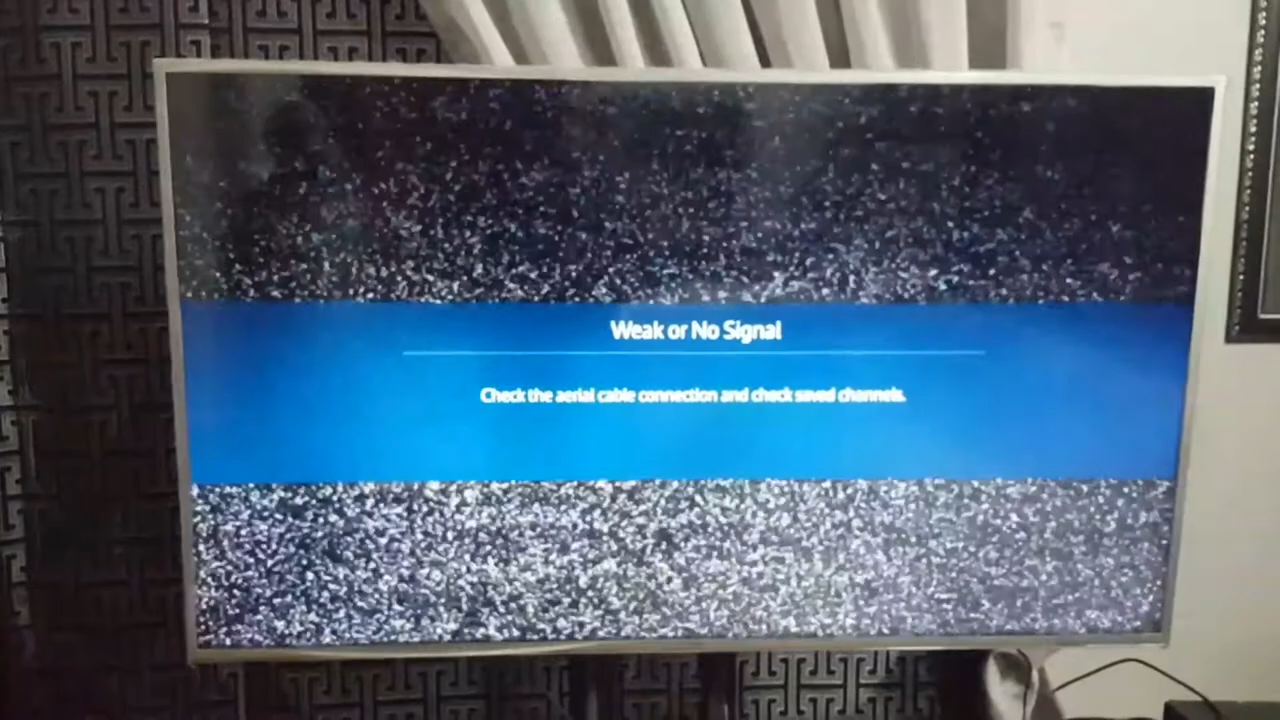 Weak or No Signal
Check the aerial cable connection and check saved channels.